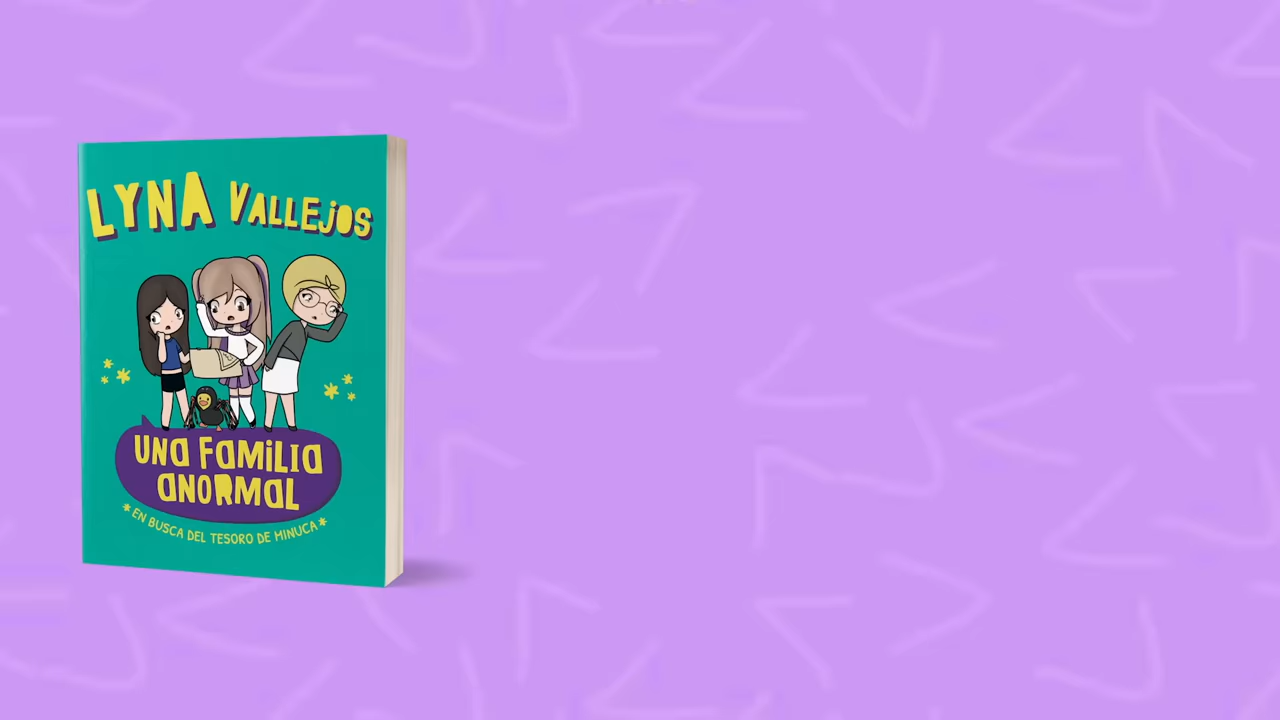 LYNA VALLEJOS
UNA FAMILIA
ANORMAL
*EN BUSCA DEL TESORO DE MINUCA*